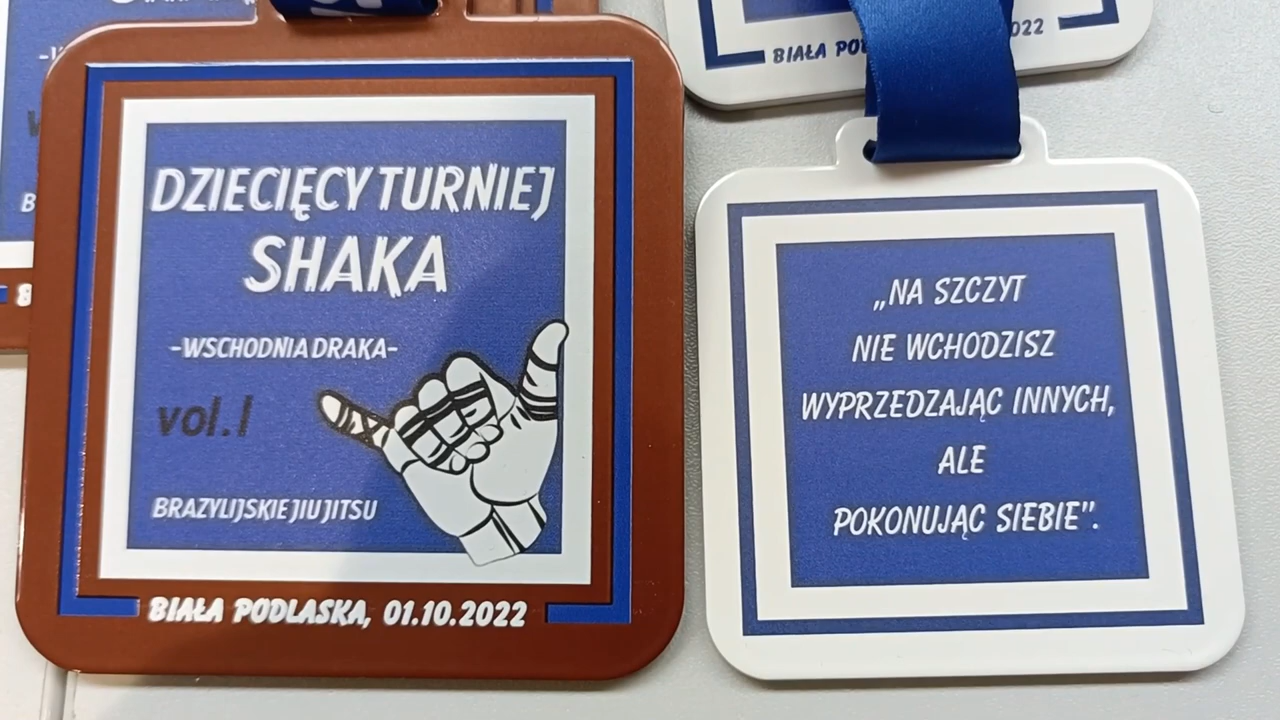 DZIECIĘCY TURNIEJ
SHAKA
-WSCHODNIA DRAKA-
vol.I
BRAZYLIJSKIE JIU JITSU
BIAŁA PODLASKA, 01.10.2022
BIAŁA
2022
„NA SZCZYT
NIE WCHODZISZ
WYPRZEDZAJĄC INNYCH,
ALE
POKONUJĄC SIEBIE".